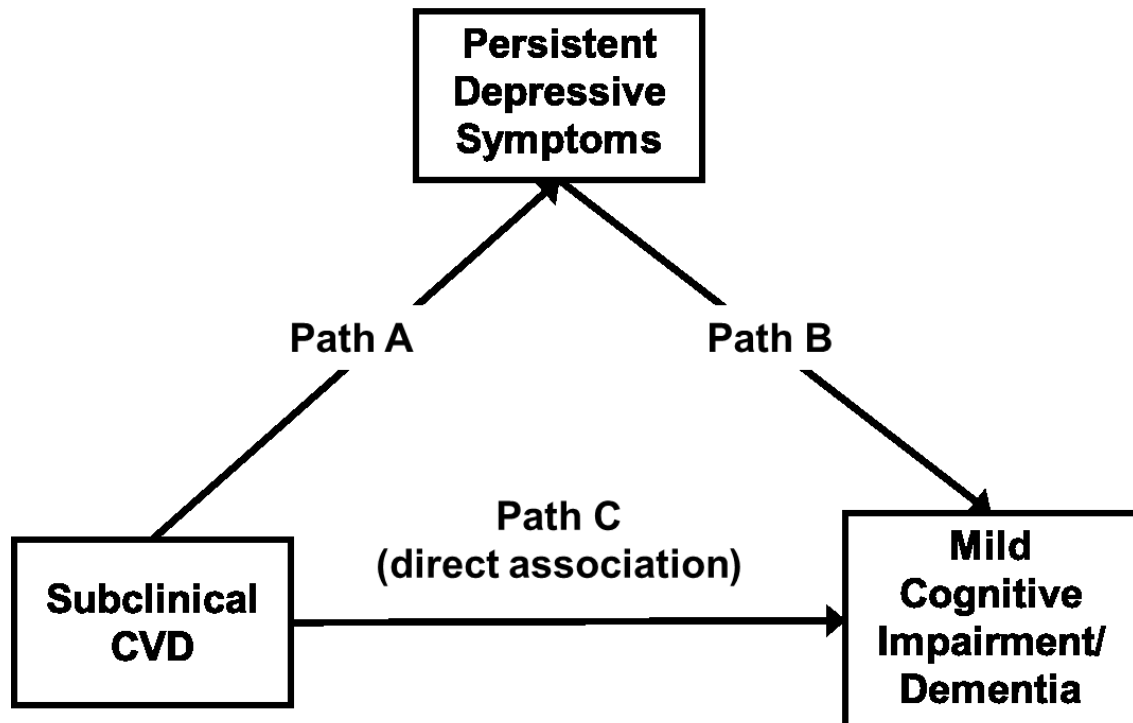 Persistent
Depressive
Symptoms
Path A
Path B
Path C
(direct association)
Subclinical
CVD
Mild
Cognitive
Impairment/
Dementia